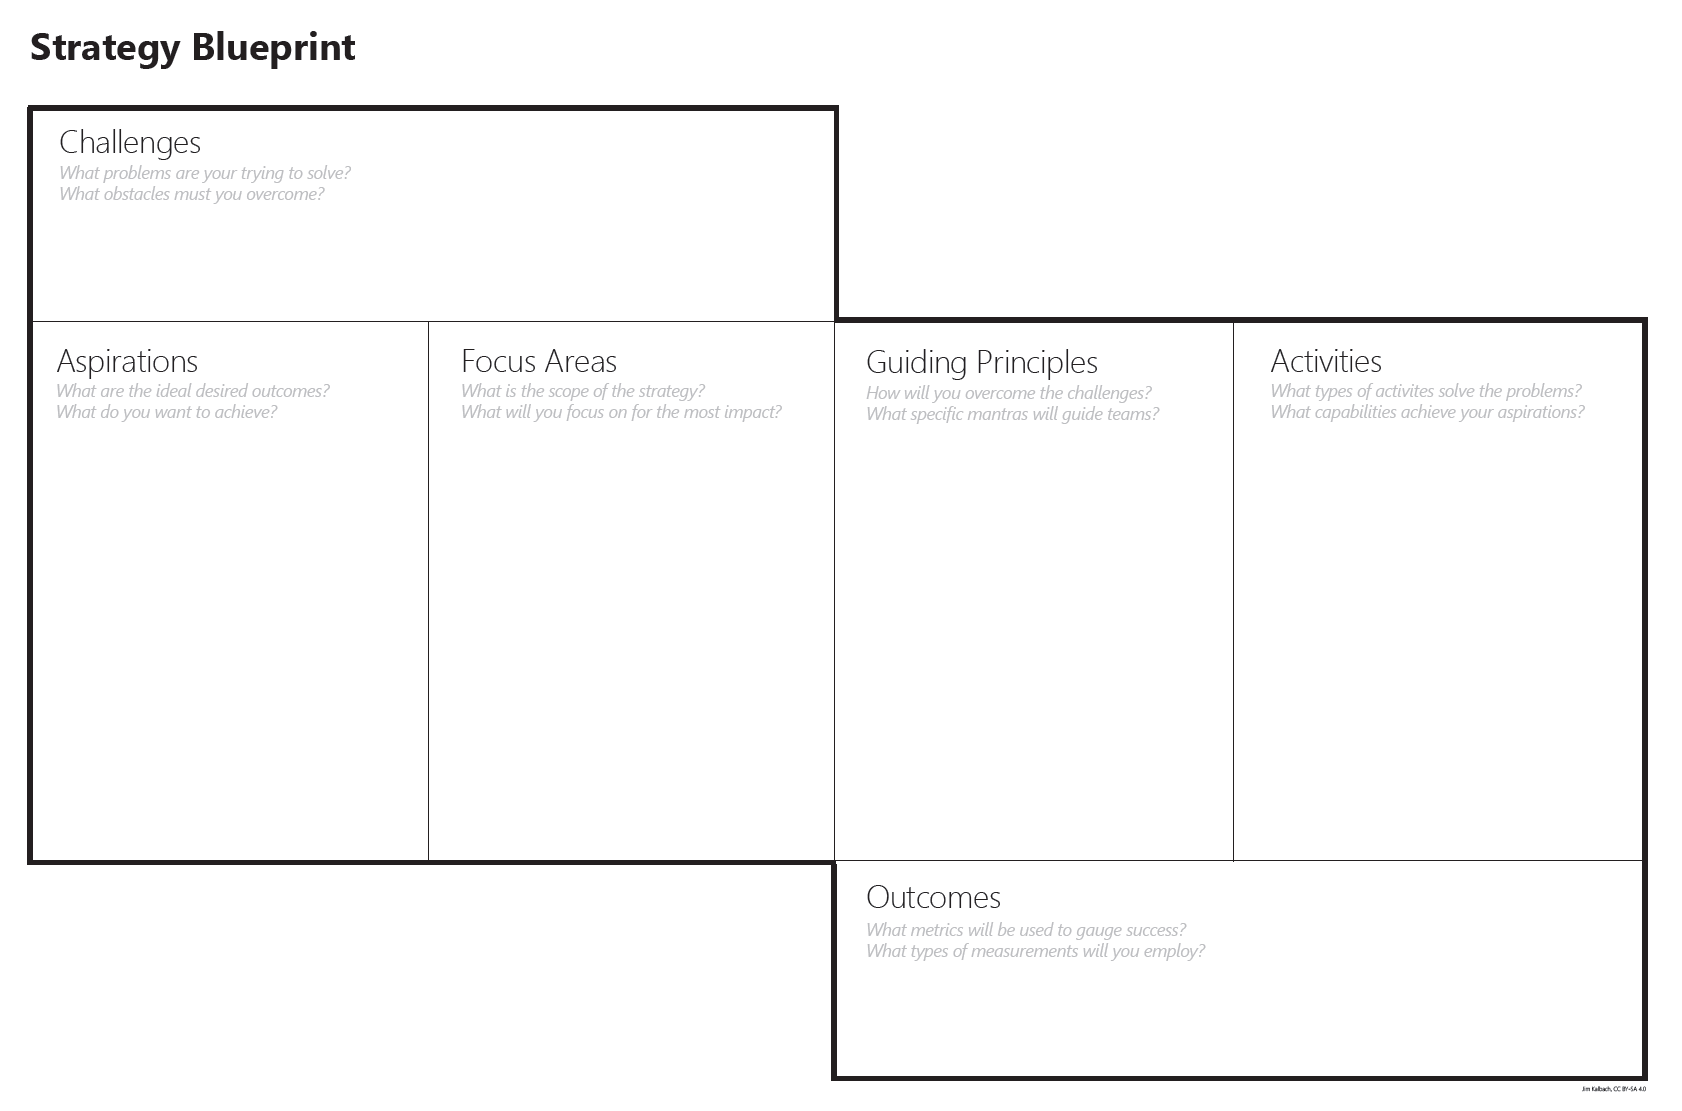 Strategy Blueprint
Challenges
What problems are your trying to solve?
What obstacles must you overcome?
Aspirations
What are the ideal desired outcomes?
What do you want to achieve?
Focus Areas
What is the scope of the strategy?
What will you focus on for the most impact?
Guiding Principles
How will you overcome the challenges?
What specific mantras will guide teams?
Activities
What types of activites solve the problems?
What capabilities achieve your aspirations?
Outcomes
What metrics will be used to gauge success?
What types of measurements will you employ?
Jim Kalbach, CC BY-SA 4.0